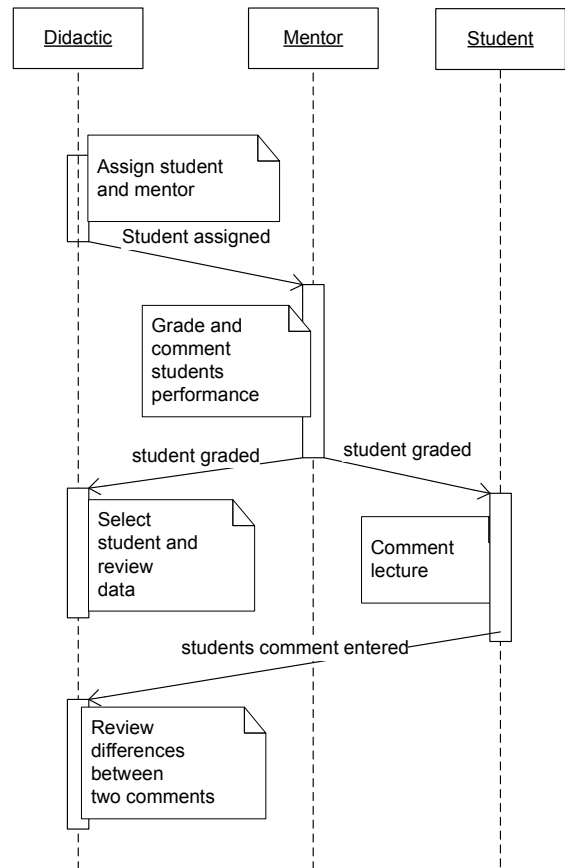 Didactic
Mentor
Student
Assign student
and mentor
Student assigned
Grade and
comment
students
performance
student graded
student graded
Select
student and
review
data
Comment
lecture
students comment entered
Review
differences
between
two comments